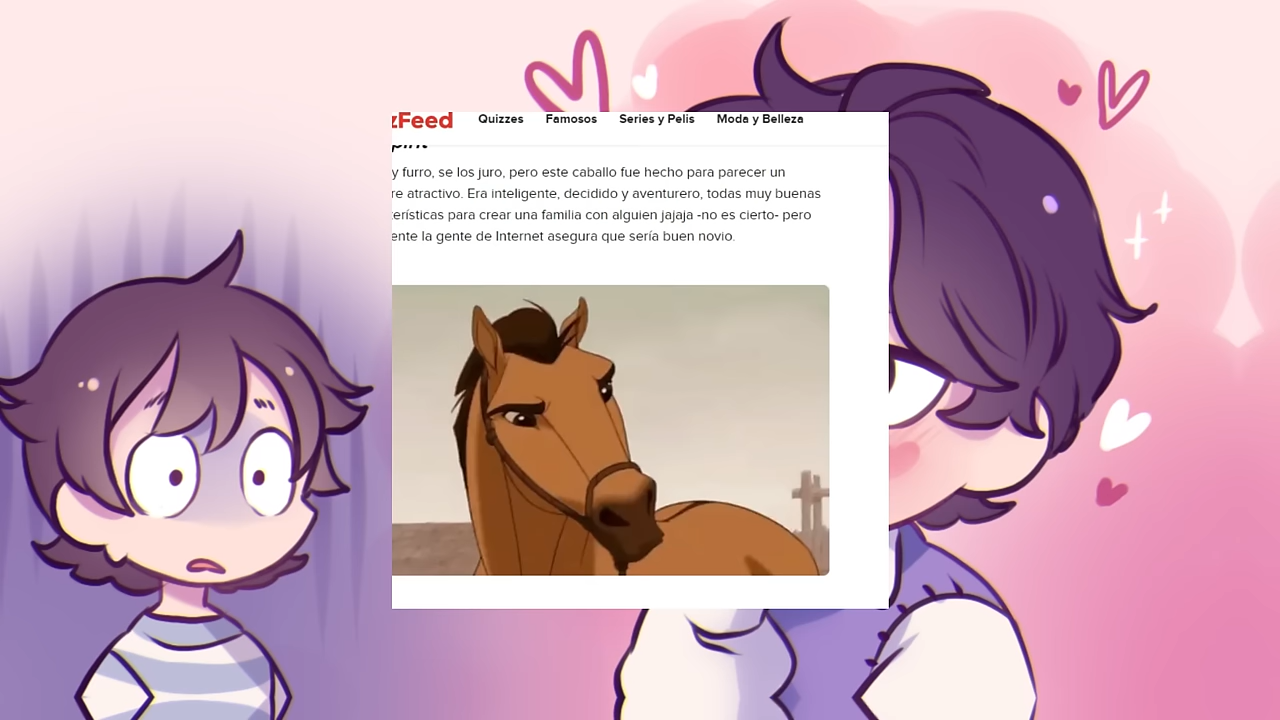 zFeed Quizzes Famosos Series y Pelis Moda y Belleza
y furro, se los juro, pero este caballo fue hecho para parecer un
re atractivo. Era inteligente, decidido y aventurero, todas muy buenas
erísticas para crear una familia con alguien jajaja -no es cierto- pero
ente la gente de Internet asegura que sería buen novio.